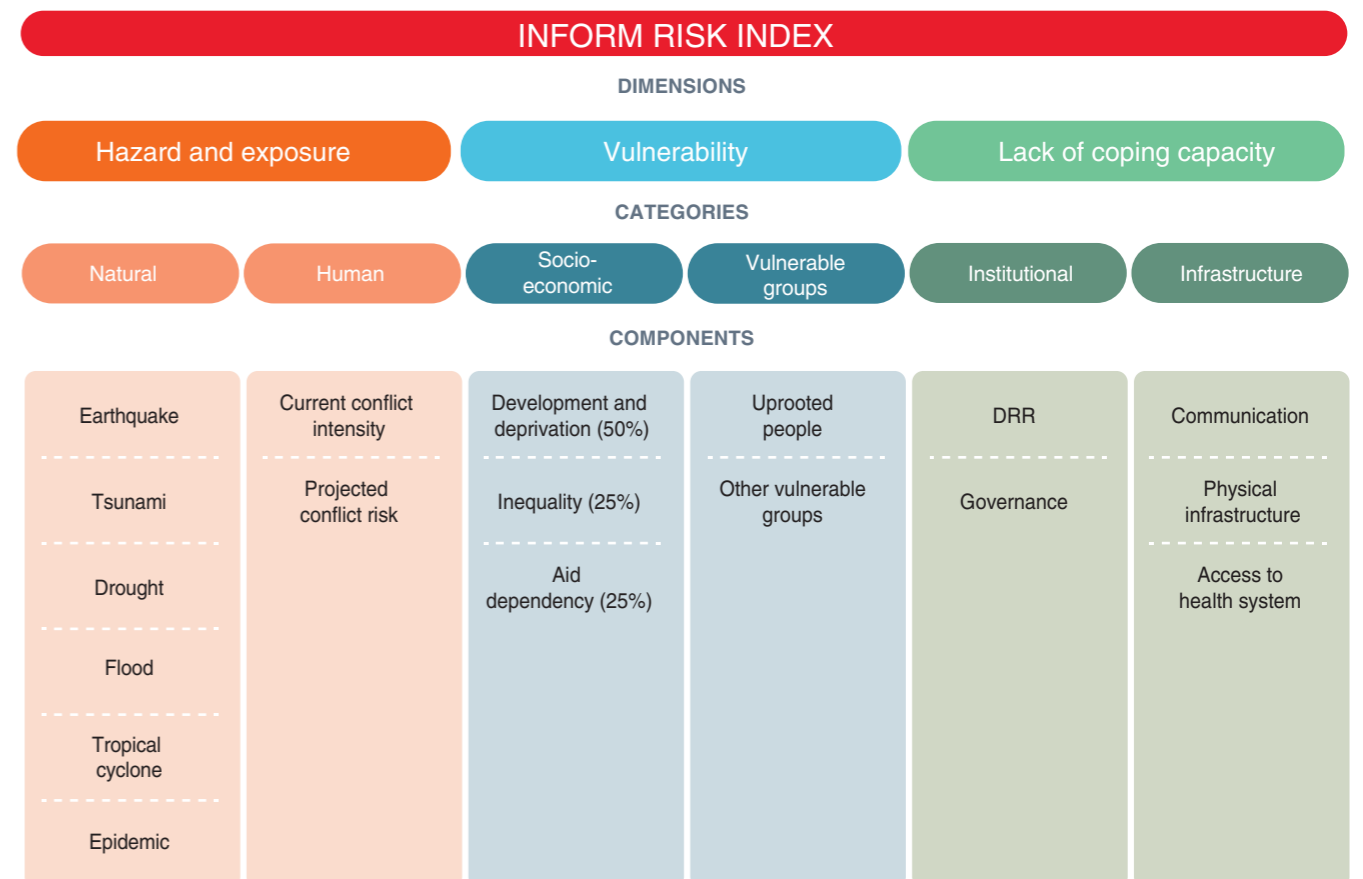 INFORM RISK INDEX
DIMENSIONS
Hazard and exposure
Vulnerability
Lack of coping capacity
CATEGORIES
Natural
Human
Socio-
economic
Vulnerable
groups
Institutional
Infrastructure
COMPONENTS
Earthquake
Tsunami
Drought
Flood
Tropical
cyclone
Epidemic
Current conflict
intensity
Projected
conflict risk
Development and
deprivation (50%)
Inequality (25%)
Aid
dependency (25%)
Uprooted
people
Other vulnerable
groups
DRR
Governance
Communication
Physical
infrastructure
Access to
health system